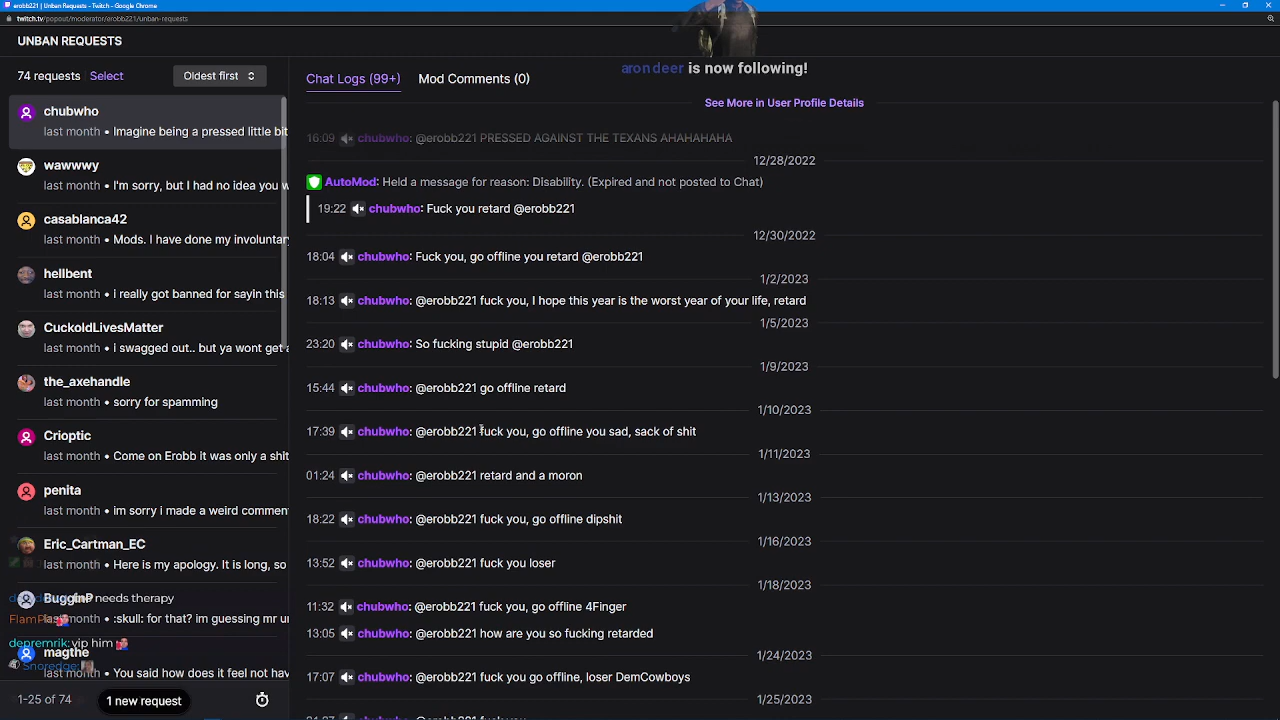 erobb221 | Unban Requests - Twitch - Google Chrome
twitch.tv/popout/moderator/erobb221/unban-requests
UNBAN REQUESTS
aron deer is now following!
74 requests Select Oldest first
chubwho
last month • Imagine being a pressed little bit
wawwwy
last month • I'm sorry, but I had no idea you w
casablanca42
last month • Mods. I have done my involuntar
hellbent
last month • i really got banned for sayin this
CuckoldLivesMatter
last month • i swagged out.. but ya wont get a
the_axehandle
last month • sorry for spamming
Crioptic
last month • Come on Erobb it was only a shit
penita
last month • im sorry i made a weird comment
Eric_Cartman_EC
last month • Here is my apology. It is long, so
BugginP
needs therapy
last month • :skull: for that? im guessing mr ur
FlamP
depremrik: vip him
magthe
Snoredge:
last month • You said how does it feel not hav
1-25 of 74 1 new request
Chat Logs (99+) Mod Comments (0)
See More in User Profile Details
16:09 chubwho: @erobb221 PRESSED AGAINST THE TEXANS AHAHAHAHA
12/28/2022
AutoMod: Held a message for reason: Disability. (Expired and not posted to Chat)
19:22 chubwho: Fuck you retard @erobb221
12/30/2022
18:04 chubwho: Fuck you, go offline you retard @erobb221
1/2/2023
18:13 chubwho: @erobb221 fuck you, I hope this year is the worst year of your life, retard
1/5/2023
23:20 chubwho: So fucking stupid @erobb221
1/9/2023
15:44 chubwho: @erobb221 go offline retard
1/10/2023
17:39 chubwho: @erobb221 fuck you, go offline you sad, sack of shit
1/11/2023
01:24 chubwho: @erobb221 retard and a moron
1/13/2023
18:22 chubwho: @erobb221 fuck you, go offline dipshit
1/16/2023
13:52 chubwho: @erobb221 fuck you loser
1/18/2023
11:32 chubwho: @erobb221 fuck you, go offline 4Finger
13:05 chubwho: @erobb221 how are you so fucking retarded
1/24/2023
17:07 chubwho: @erobb221 fuck you go offline, loser DemCowboys
1/25/2023